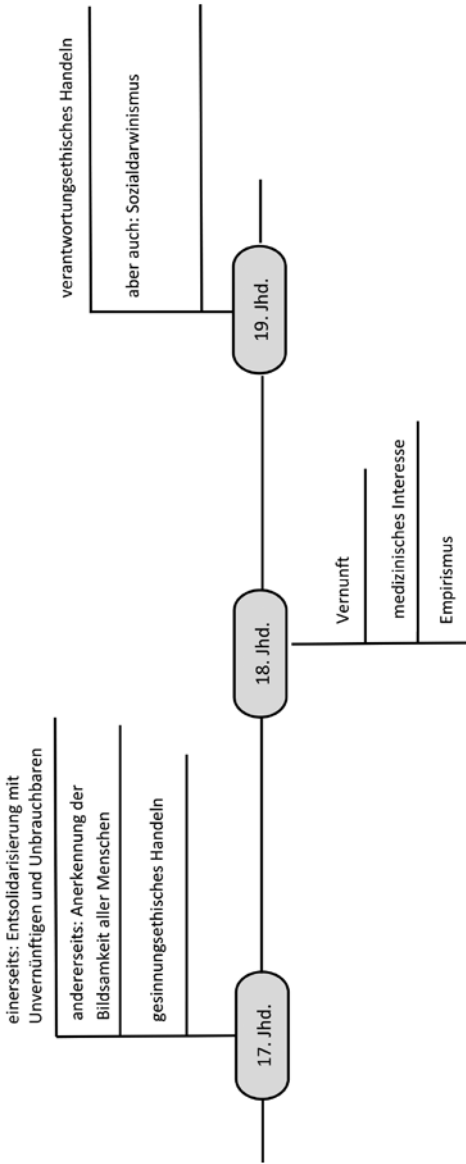 einerseits: Entsolidarisierung mit
Unvernünftigen und Unbrauchbaren
andererseits: Anerkennung der
Bildsamkeit aller Menschen
gesinnungsethisches Handeln
17. Jhd.
18. Jhd.
Vernunft
medizinisches Interesse
Empirismus
verantwortungsethisches Handeln
aber auch: Sozialdarwinismus
19. Jhd.